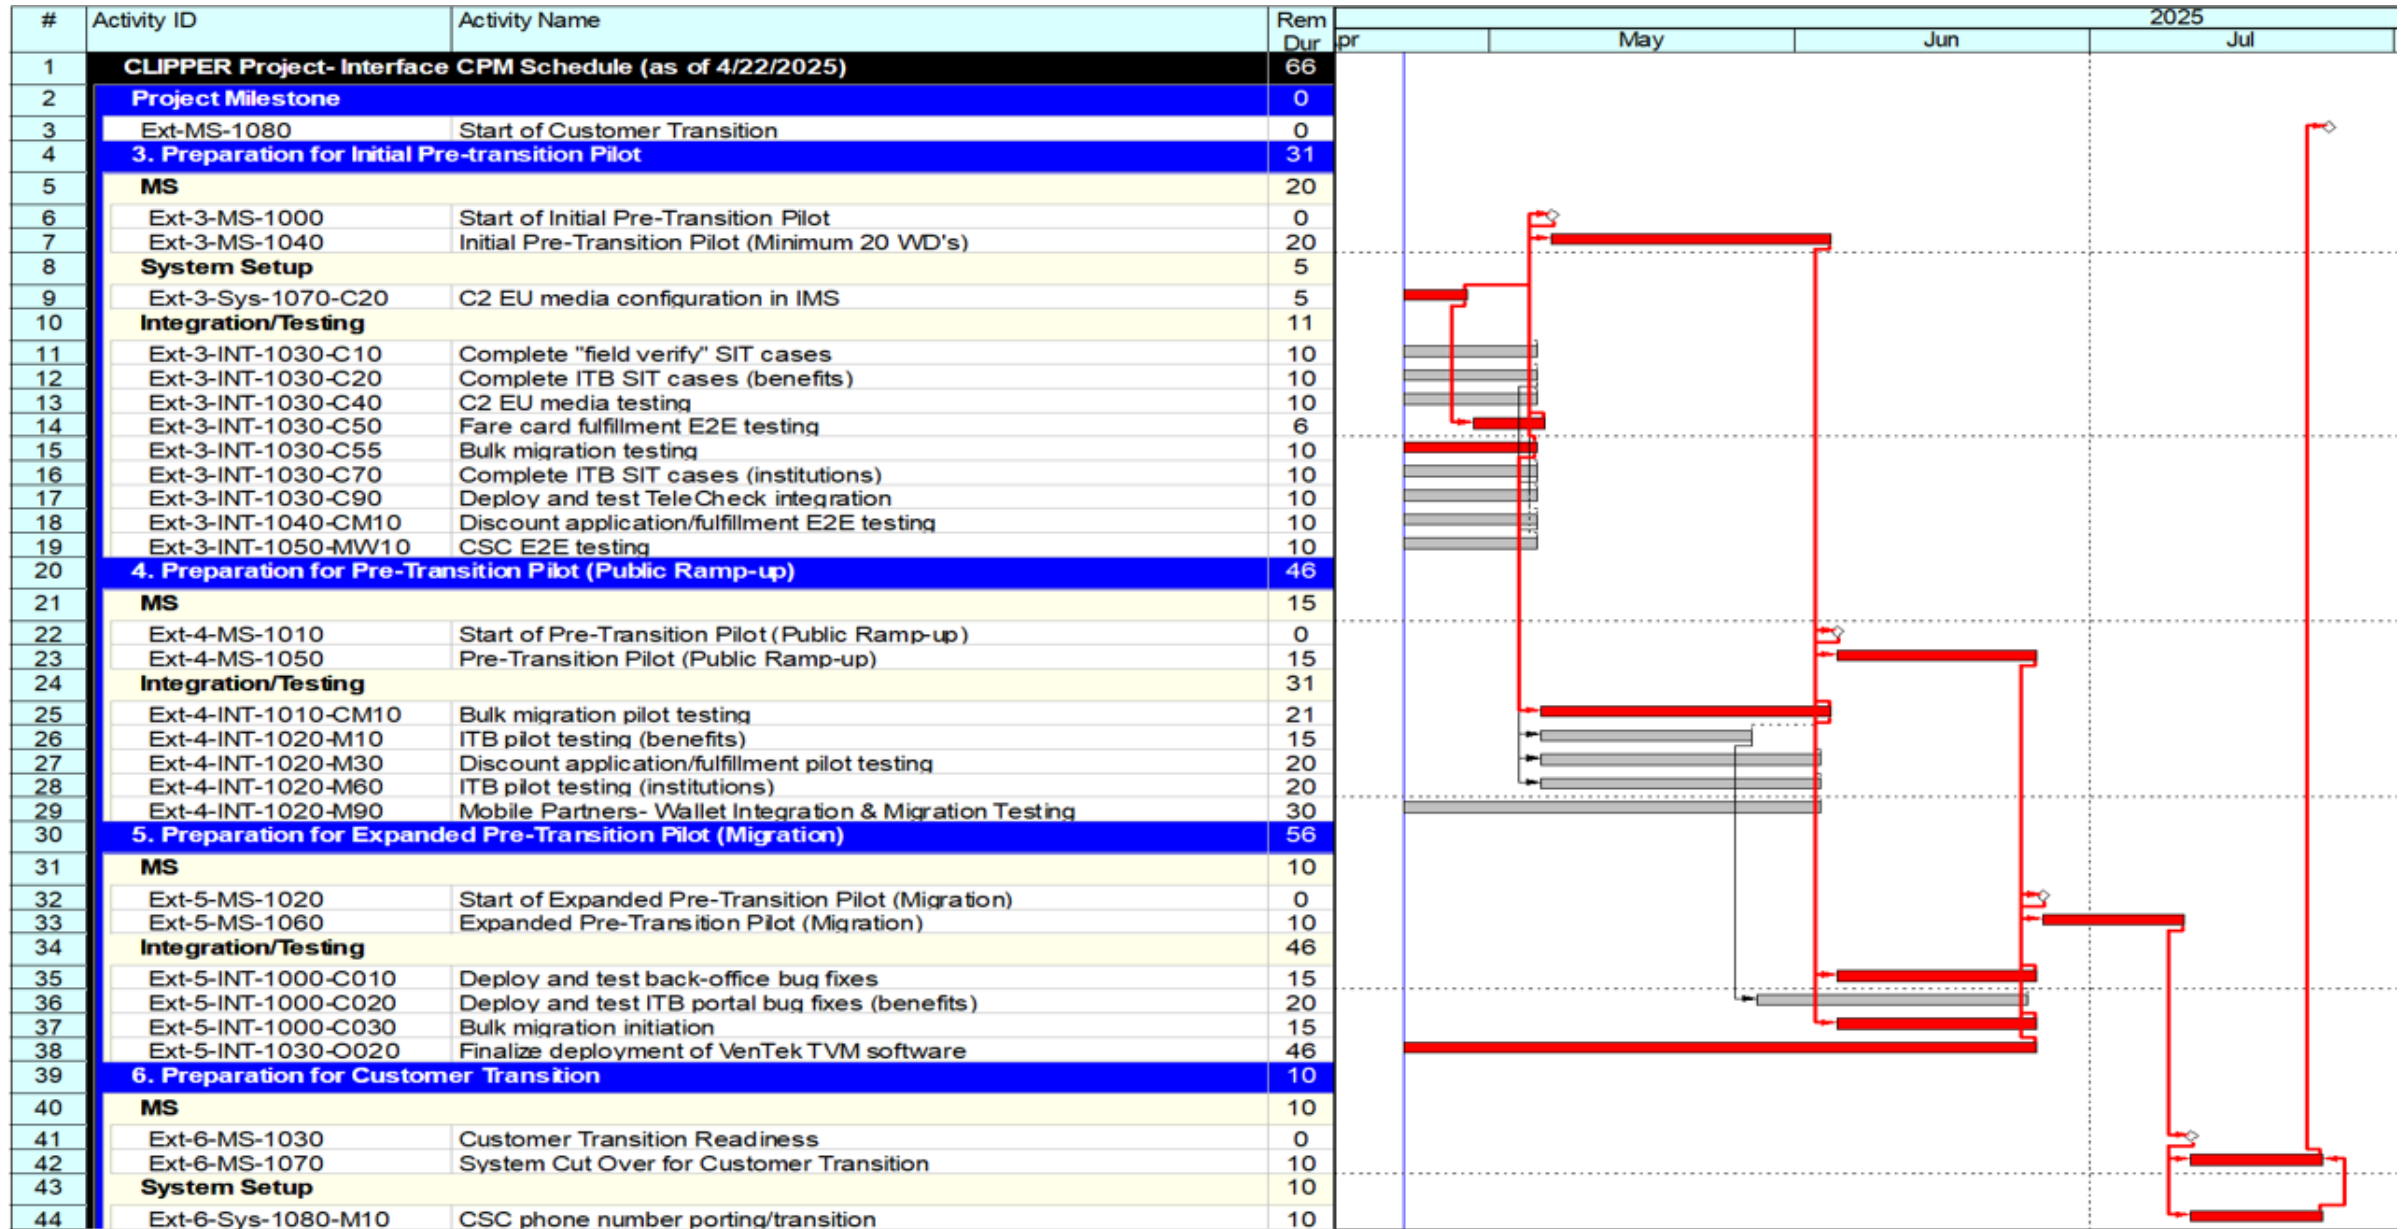 # Activity ID Activity Name Rem Dur 2025
pr May Jun Jul
1 CLIPPER Project- Interface CPM Schedule (as of 4/22/2025) 66
2 Project Milestone 0
3 Ext-MS-1080 Start of Customer Transition 0
4 3. Preparation for Initial Pre-transition Pilot 31
5 MS 20
6 Ext-3-MS-1000 Start of Initial Pre-Transition Pilot 0
7 Ext-3-MS-1040 Initial Pre-Transition Pilot (Minimum 20 WD's) 20
8 System Setup 5
9 Ext-3-Sys-1070-C20 C2 EU media configuration in IMS 5
10 Integration/Testing 11
11 Ext-3-INT-1030-C10 Complete "field verify" SIT cases 10
12 Ext-3-INT-1030-C20 Complete ITB SIT cases (benefits) 10
13 Ext-3-INT-1030-C40 C2 EU media testing 10
14 Ext-3-INT-1030-C50 Fare card fulfillment E2E testing 6
15 Ext-3-INT-1030-C55 Bulk migration testing 10
16 Ext-3-INT-1030-C70 Complete ITB SIT cases (institutions) 10
17 Ext-3-INT-1030-C90 Deploy and test TeleCheck integration 10
18 Ext-3-INT-1040-CM10 Discount application/fulfillment E2E testing 10
19 Ext-3-INT-1050-MW10 CSC E2E testing 10
20 4. Preparation for Pre-Transition Pilot (Public Ramp-up) 46
21 MS 15
22 Ext-4-MS-1010 Start of Pre-Transition Pilot (Public Ramp-up) 0
23 Ext-4-MS-1050 Pre-Transition Pilot (Public Ramp-up) 15
24 Integration/Testing 31
25 Ext-4-INT-1010-CM10 Bulk migration pilot testing 21
26 Ext-4-INT-1020-M10 ITB pilot testing (benefits) 15
27 Ext-4-INT-1020-M30 Discount application/fulfillment pilot testing 20
28 Ext-4-INT-1020-M60 ITB pilot testing (institutions) 20
29 Ext-4-INT-1020-M90 Mobile Partners- Wallet Integration & Migration Testing 30
30 5. Preparation for Expanded Pre-Transition Pilot (Migration) 56
31 MS 10
32 Ext-5-MS-1020 Start of Expanded Pre-Transition Pilot (Migration) 0
33 Ext-5-MS-1060 Expanded Pre-Transition Pilot (Migration) 10
34 Integration/Testing 46
35 Ext-5-INT-1000-C010 Deploy and test back-office bug fixes 15
36 Ext-5-INT-1000-C020 Deploy and test ITB portal bug fixes (benefits) 20
37 Ext-5-INT-1000-C030 Bulk migration initiation 15
38 Ext-5-INT-1030-O020 Finalize deployment of VenTek TVM software 46
39 6. Preparation for Customer Transition 10
40 MS 10
41 Ext-6-MS-1030 Customer Transition Readiness 0
42 Ext-6-MS-1070 System Cut Over for Customer Transition 10
43 System Setup 10
44 Ext-6-Sys-1080-M10 CSC phone number porting/transition 10